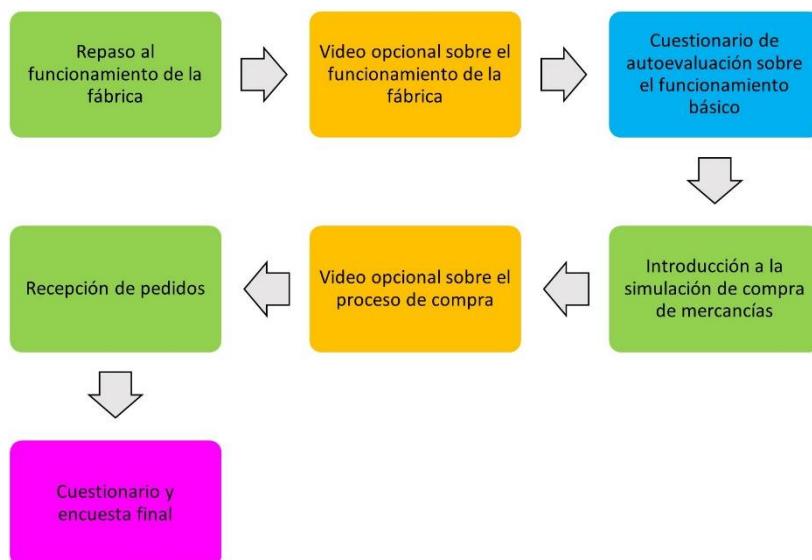 Repaso al
funcionamiento de la
fábrica
Video opcional sobre el
funcionamiento de la
fábrica
Cuestionario de
autoevaluación sobre
el funcionamiento
básico
Introducción a la
simulación de compra
de mercancías
Video opcional sobre el
proceso de compra
Recepción de pedidos
Cuestionario y
encuesta final